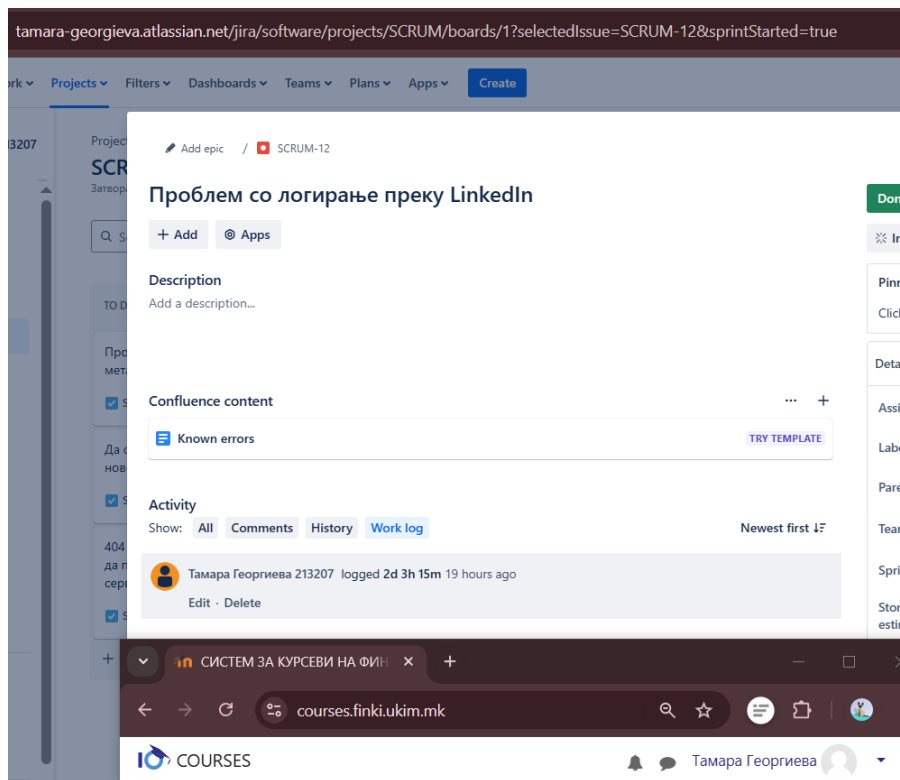 tamara-georgieva.atlassian.net/jira/software/projects/SCRUM/boards/1?selectedIssue=SCRUM-12&sprintStarted=true
Projects Filters Dashboards Teams Plans Apps Create
Add epic / SCRUM-12
Проблем со логирање преку LinkedIn
+ Add Apps
Description
Add a description...
Confluence content
Known errors TRY TEMPLATE
Activity
Show: All Comments History Work log Newest first
Тамара Георгиева 213207 logged 2d 3h 15m 19 hours ago
Edit · Delete
СИСТЕМ ЗА КУРСЕВИ НА
courses.finki.ukim.mk
COURSES Тамара Георгиева